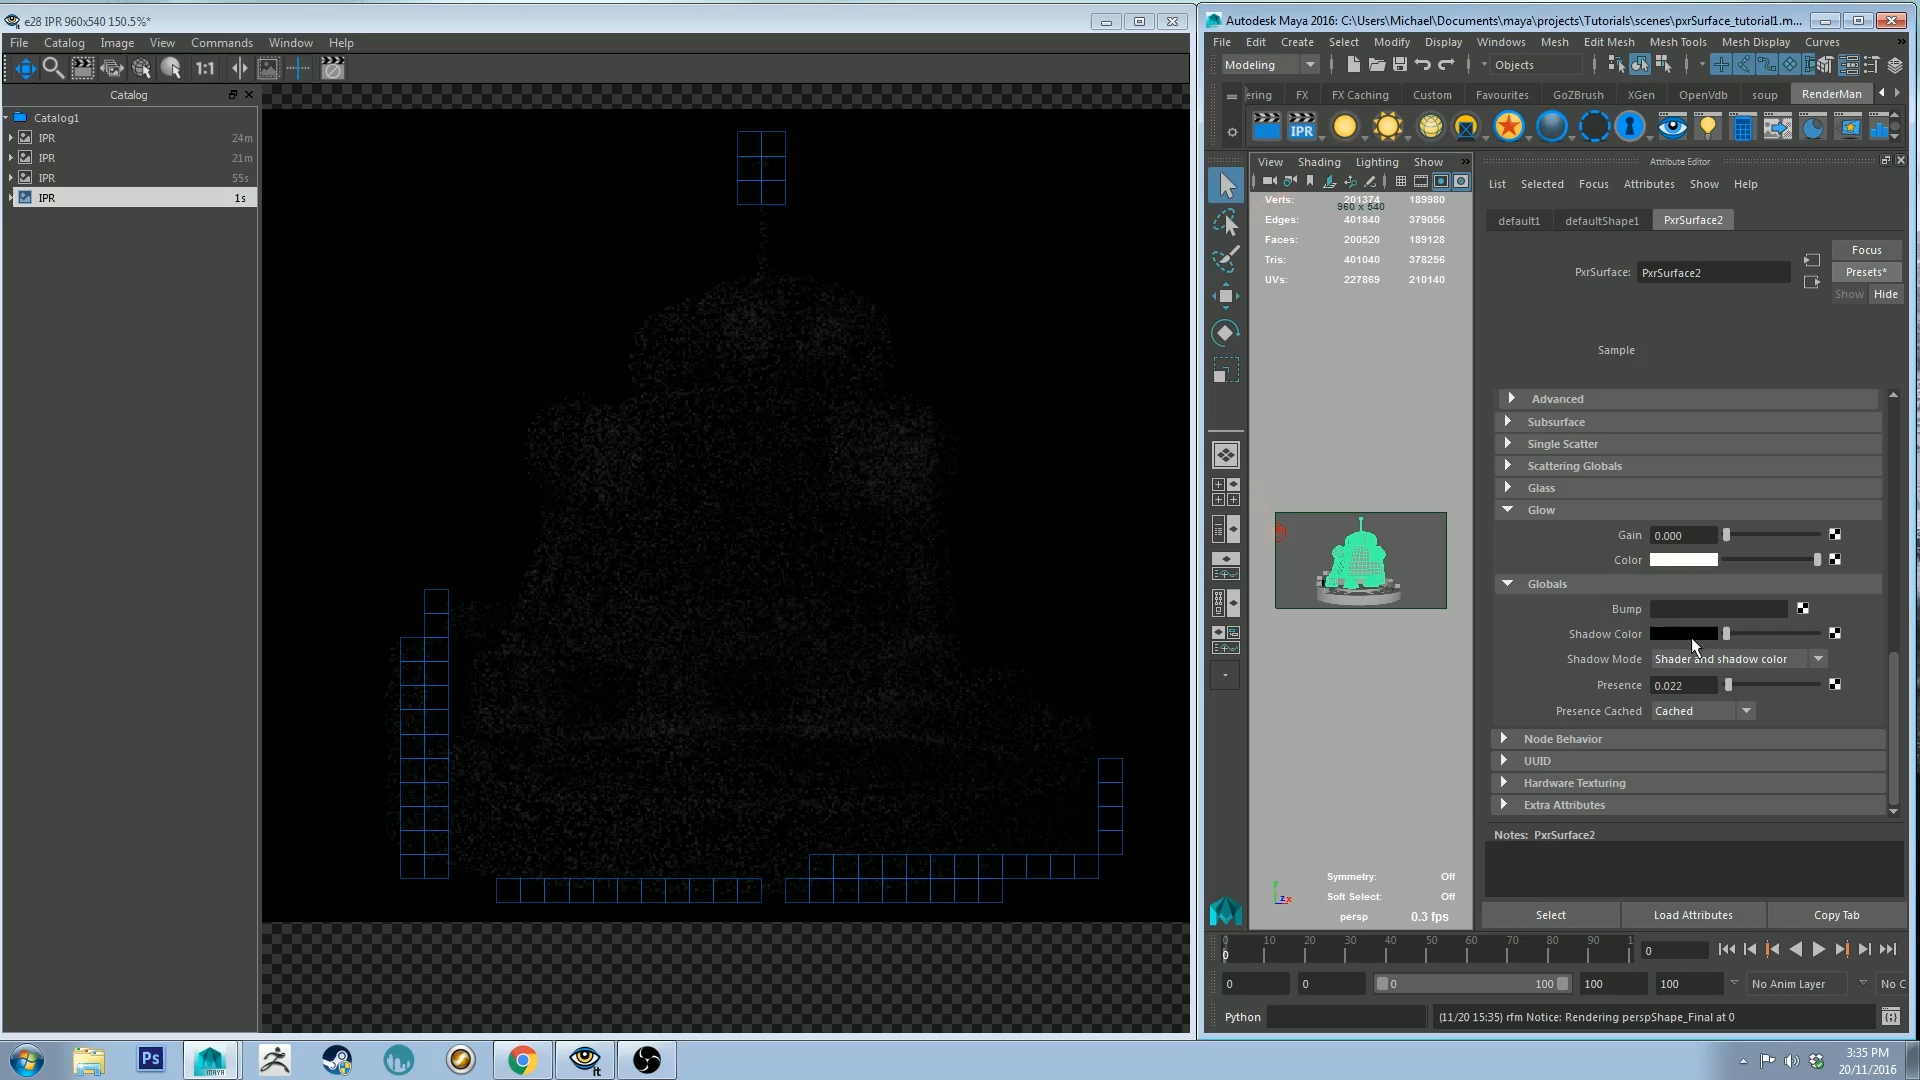 e28 IPR 960x540 150.5%*
File Catalog Image View Commands Window Help
1:1
Catalog
Catalog1
IPR 24m
IPR 21m
IPR 55s
IPR 1s
Autodesk Maya 2016: C:\Users\Michael\Documents\maya\projects\Tutorials\scenes\pxrSurface_tutorial1.m...
File Edit Create Select Modify Display Windows Mesh Edit Mesh Mesh Tools Mesh Display Curves »
Modeling Objects
ering FX FX Caching Custom Favourites GoZBrush XGen OpenVdb soup RenderMan
IPR
View Shading Lighting Show »
Attribute Editor
List Selected Focus Attributes Show Help
Verts: 201374 189980
960 x 540
Edges: 401840 379056
Faces: 200520 189128
Tris: 401040 378256
UVs: 227869 210140
default1 defaultShape1 PxrSurface2
Focus
PxrSurface: PxrSurface2 Presets*
Show Hide
Sample
Advanced
Subsurface
Single Scatter
Scattering Globals
Glass
Glow
Gain 0.000
Color
Globals
Bump
Shadow Color
Shadow Mode Shader and shadow color
Presence 0.022
Presence Cached Cached
Node Behavior
UUID
Hardware Texturing
Extra Attributes
Notes: PxrSurface2
Symmetry: Off
Soft Select: Off
persp 0.3 fps
y
z x
Select Load Attributes Copy Tab
0 10 20 30 40 50 60 70 80 90 1
0 0
0 0 0 100 100 100 No Anim Layer No C
Python (11/20 15:35) rfm Notice: Rendering perspShape_Final at 0
Ps MAYA it
3:35 PM
20/11/2016